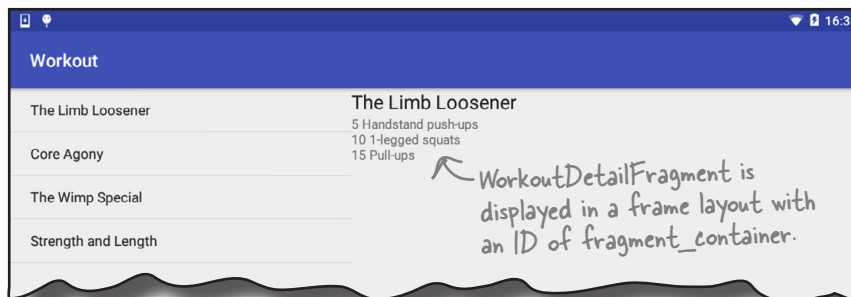 16:3
Workout
The Limb Loosener
Core Agony
The Wimp Special
Strength and Length
The Limb Loosener
5 Handstand push-ups
10 1-legged squats
15 Pull-ups
WorkoutDetailFragment is
displayed in a frame layout with
an ID of fragment_container.